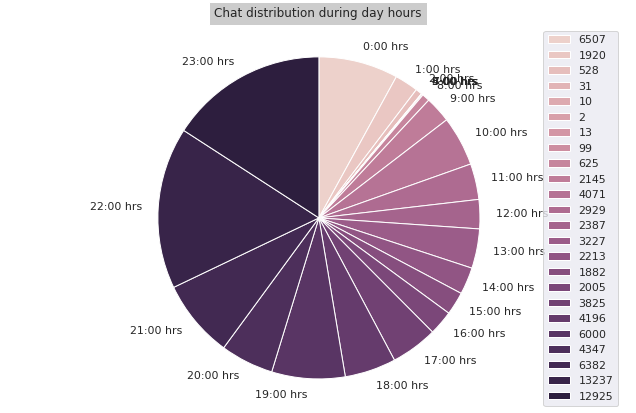 Chat distribution during day hours
0:00 hrs
1:00 hrs
8:00 hrs
9:00 hrs
10:00 hrs
11:00 hrs
12:00 hrs
13:00 hrs
14:00 hrs
15:00 hrs
16:00 hrs
17:00 hrs
18:00 hrs
19:00 hrs
20:00 hrs
21:00 hrs
22:00 hrs
23:00 hrs
6507
1920
528
31
10
2
13
99
625
2145
4071
2929
2387
3227
2213
1882
2005
3825
4196
6000
4347
6382
13237
12925